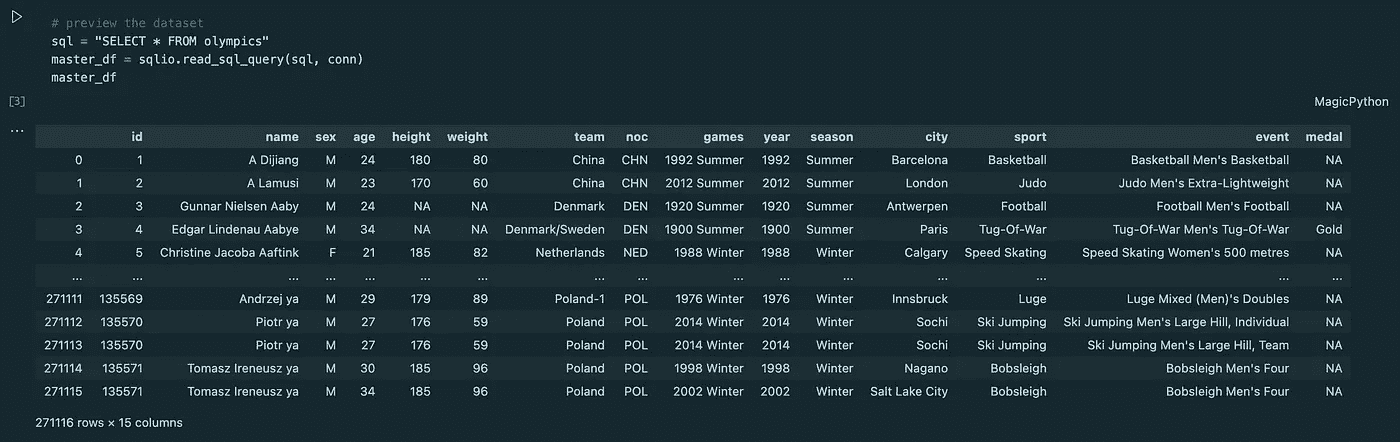 # preview the dataset
sql = "SELECT * FROM olympics"
master_df = sqlio.read_sql_query(sql, conn)
master_df
[3]
MagicPython
...
id name sex age height weight team noc games year season city sport event medal
0 1 A Dijiang M 24 180 80 China CHN 1992 Summer 1992 Summer Barcelona Basketball Basketball Men's Basketball NA
1 2 A Lamusi M 23 170 60 China CHN 2012 Summer 2012 Summer London Judo Judo Men's Extra-Lightweight NA
2 3 Gunnar Nielsen Aaby M 24 NA NA Denmark DEN 1920 Summer 1920 Summer Antwerpen Football Football Men's Football NA
3 4 Edgar Lindenau Aabye M 34 NA NA Denmark/Sweden DEN 1900 Summer 1900 Summer Paris Tug-Of-War Tug-Of-War Men's Tug-Of-War Gold
4 5 Christine Jacoba Aaftink F 21 185 82 Netherlands NED 1988 Winter 1988 Winter Calgary Speed Skating Speed Skating Women's 500 metres NA
... ... ... ... ... ... ... ... ... ... ... ... ... ... ... ...
271111 135569 Andrzej ya M 29 179 89 Poland-1 POL 1976 Winter 1976 Winter Innsbruck Luge Luge Mixed (Men)'s Doubles NA
271112 135570 Piotr ya M 27 176 59 Poland POL 2014 Winter 2014 Winter Sochi Ski Jumping Ski Jumping Men's Large Hill, Individual NA
271113 135570 Piotr ya M 27 176 59 Poland POL 2014 Winter 2014 Winter Sochi Ski Jumping Ski Jumping Men's Large Hill, Team NA
271114 135571 Tomasz Ireneusz ya M 30 185 96 Poland POL 1998 Winter 1998 Winter Nagano Bobsleigh Bobsleigh Men's Four NA
271115 135571 Tomasz Ireneusz ya M 34 185 96 Poland POL 2002 Winter 2002 Winter Salt Lake City Bobsleigh Bobsleigh Men's Four NA
271116 rows × 15 columns